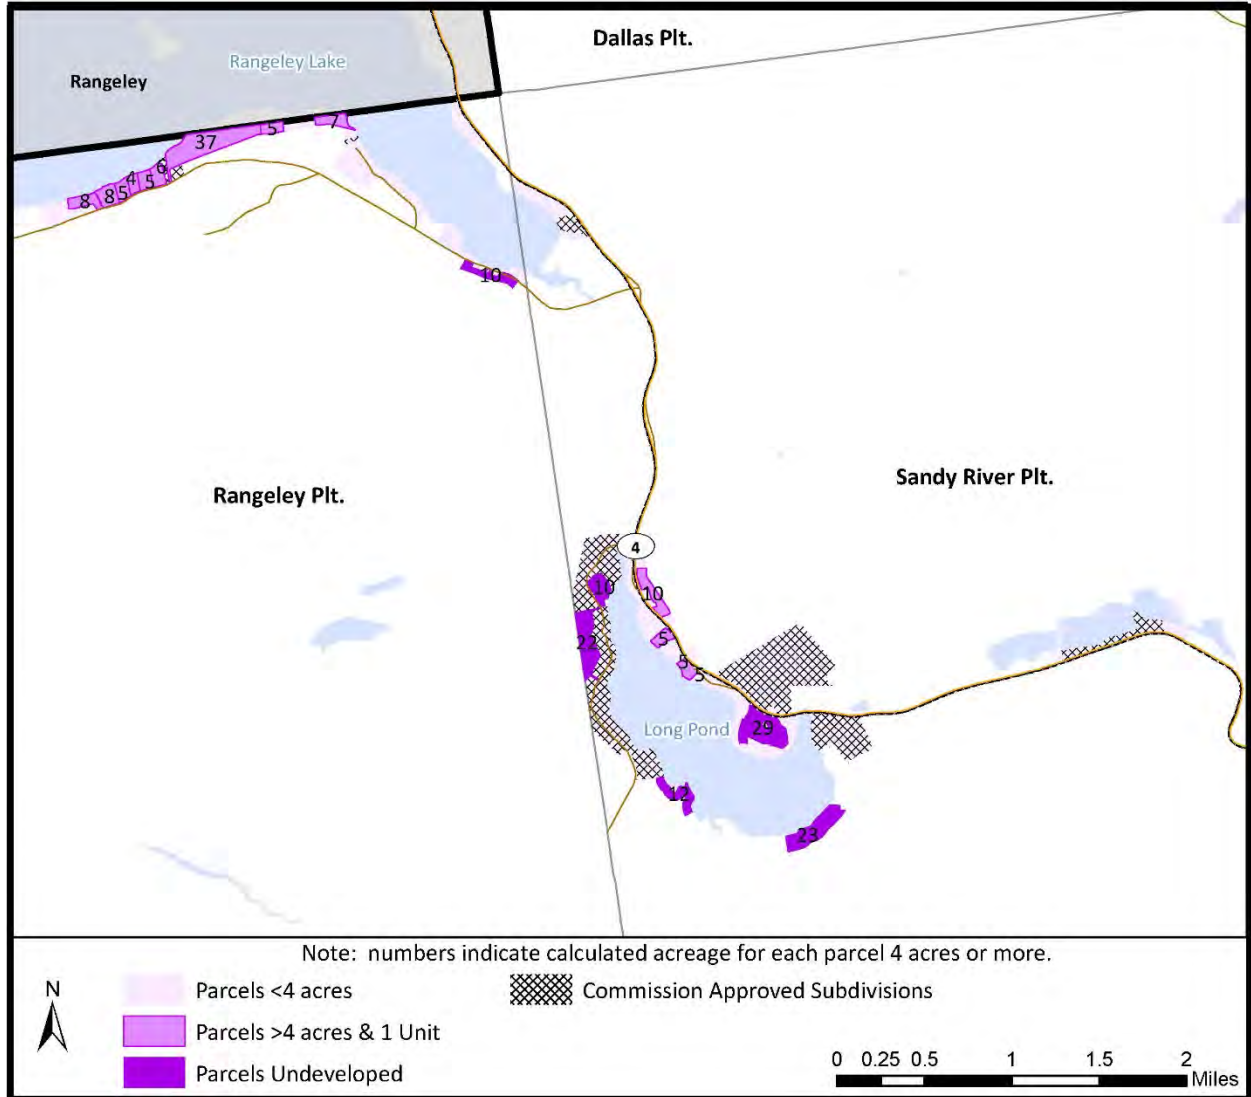 Dallas Plt.
Rangeley Lake
Rangeley
7
5
37
6
4
5
5
8
8
10
Rangeley Plt.
Sandy River Plt.
4
10
10
22
5
5
5
Long Pond
29
12
23
Note: numbers indicate calculated acreage for each parcel 4 acres or more.
N
Parcels <4 acres
Commission Approved Subdivisions
Parcels >4 acres & 1 Unit
Parcels Undeveloped
0 0.25 0.5 1 1.5 2
Miles